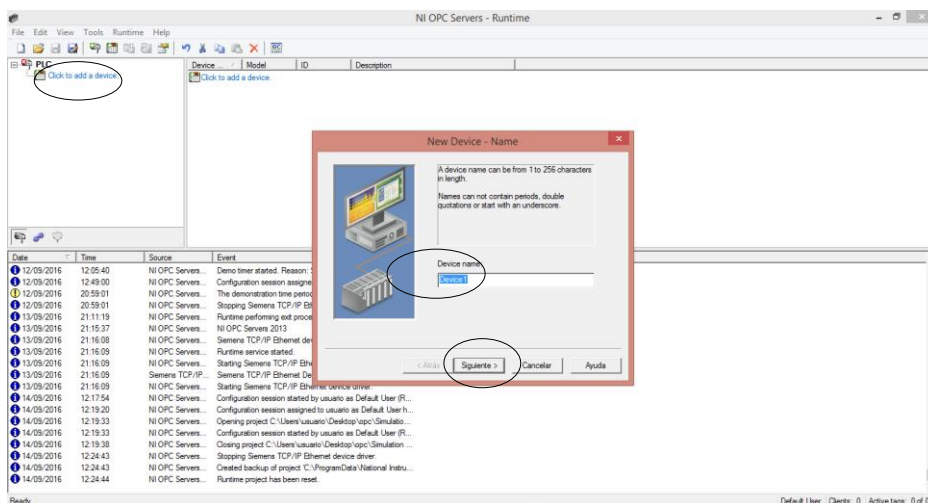 NI OPC Servers - Runtime
File Edit View Tools Runtime Help
PLC
Click to add a device.
Device ... Model ID Description
Click to add a device.
New Device - Name
A device name can be from 1 to 256 characters
in length.
Names can not contain periods, double
quotations or start with an underscore.
Device name:
Device1
< Atrás Siguiente > Cancelar Ayuda
Date Time Source Event
12/09/2016 12:05:40 NI OPC Servers... Demo timer started. Reason:
12/09/2016 12:49:00 NI OPC Servers... Configuration session assigne
12/09/2016 20:59:01 NI OPC Servers... The demonstration time period
12/09/2016 20:59:01 NI OPC Servers... Stopping Siemens TCP/IP Eth
13/09/2016 21:11:19 NI OPC Servers... Runtime performing exit proce
13/09/2016 21:15:37 NI OPC Servers... NI OPC Servers 2013
13/09/2016 21:16:08 NI OPC Servers... Siemens TCP/IP Ethernet dev
13/09/2016 21:16:09 NI OPC Servers... Runtime service started.
13/09/2016 21:16:09 NI OPC Servers... Starting Siemens TCP/IP Ethe
13/09/2016 21:16:09 Siemens TCP/IP... Siemens TCP/IP Ethernet De
13/09/2016 21:16:09 NI OPC Servers... Starting Siemens TCP/IP Ethernet device driver.
14/09/2016 12:17:54 NI OPC Servers... Configuration session started by usuario as Default User (R...
14/09/2016 12:19:20 NI OPC Servers... Configuration session assigned to usuario as Default User h...
14/09/2016 12:19:33 NI OPC Servers... Opening project C:\Users\usuario\Desktop\opc\Simulatio...
14/09/2016 12:19:33 NI OPC Servers... Configuration session started by usuario as Default User (R...
14/09/2016 12:19:38 NI OPC Servers... Closing project C:\Users\usuario\Desktop\opc\Simulation ...
14/09/2016 12:24:43 NI OPC Servers... Stopping Siemens TCP/IP Ethernet device driver.
14/09/2016 12:24:43 NI OPC Servers... Created backup of project 'C:\ProgramData\National Instru...
14/09/2016 12:24:44 NI OPC Servers... Runtime project has been reset.
Ready Default User Clients: 0 Active tags: 0 of 0